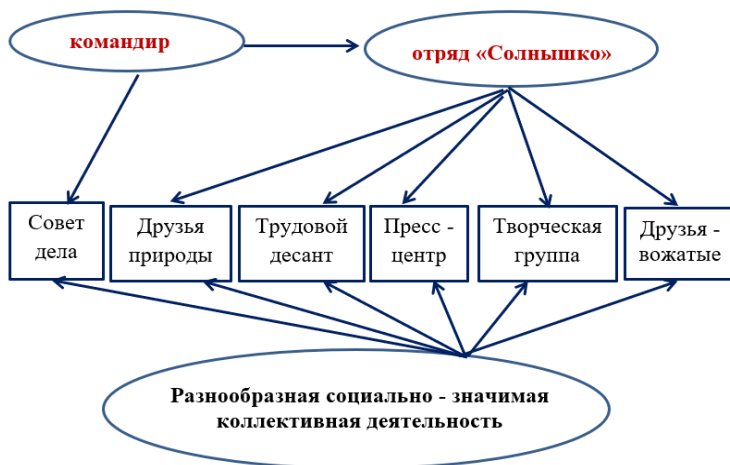 командир
отряд «Солнышко»
Совет
дела
Друзья
природы
Трудовой
десант
Пресс -
центр
Творческая
группа
Друзья -
вожатые
Разнообразная социально - значимая
коллективная деятельность